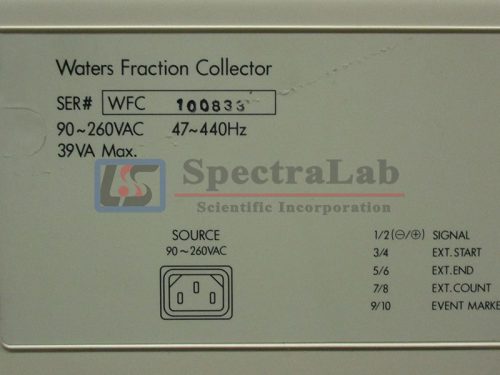 Waters Fraction Collector
SER# WFC 100833
90~260VAC 47~440Hz
39VA Max.
LSS SpectraLab
Scientific Incorporation
SOURCE
90~260VAC
1/2(⊖/⊕) SIGNAL
3/4 EXT.START
5/6 EXT.END
7/8 EXT.COUNT
9/10 EVENT MARKE